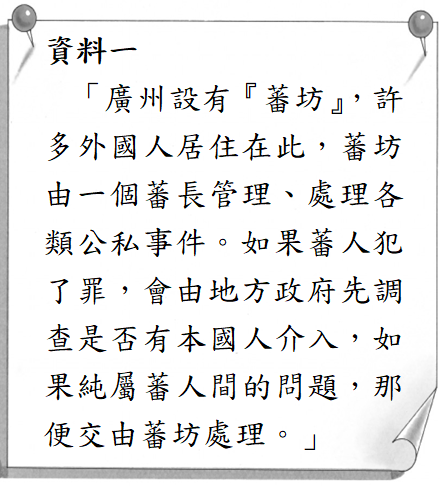 資料一
「廣州設有『蕃坊』，許
多外國人居住在此，蕃坊
由一個蕃長管理、處理各
類公私事件。如果蕃人犯
了罪，會由地方政府先調
查是否有本國人介入，如
果純屬蕃人間的問題，那
便交由蕃坊處理。」